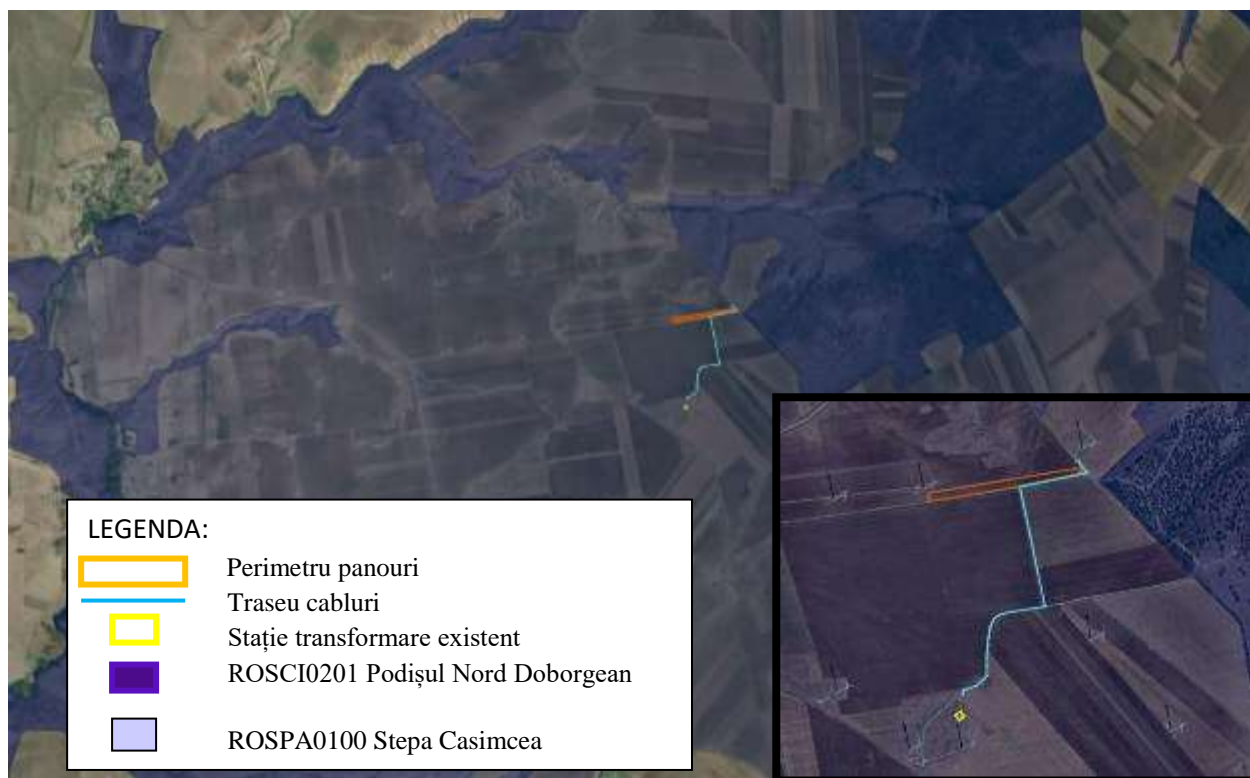 LEGENDA:
Perimetru panouri
Traseu cabluri
Stație transformare existent
ROSCI0201 Podișul Nord Doborgean
ROSPA0100 Stepa Casimcea